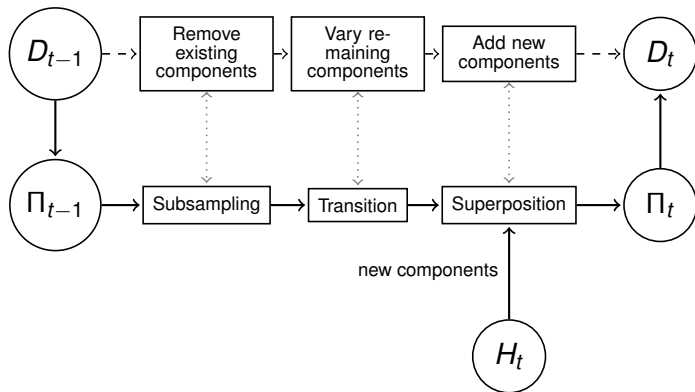 D_{t−1}
Remove
existing
components
Vary re-
maining
components
Add new
components
D_t
Π_{t−1}
Subsampling
Transition
Superposition
Π_t
new components
H_t